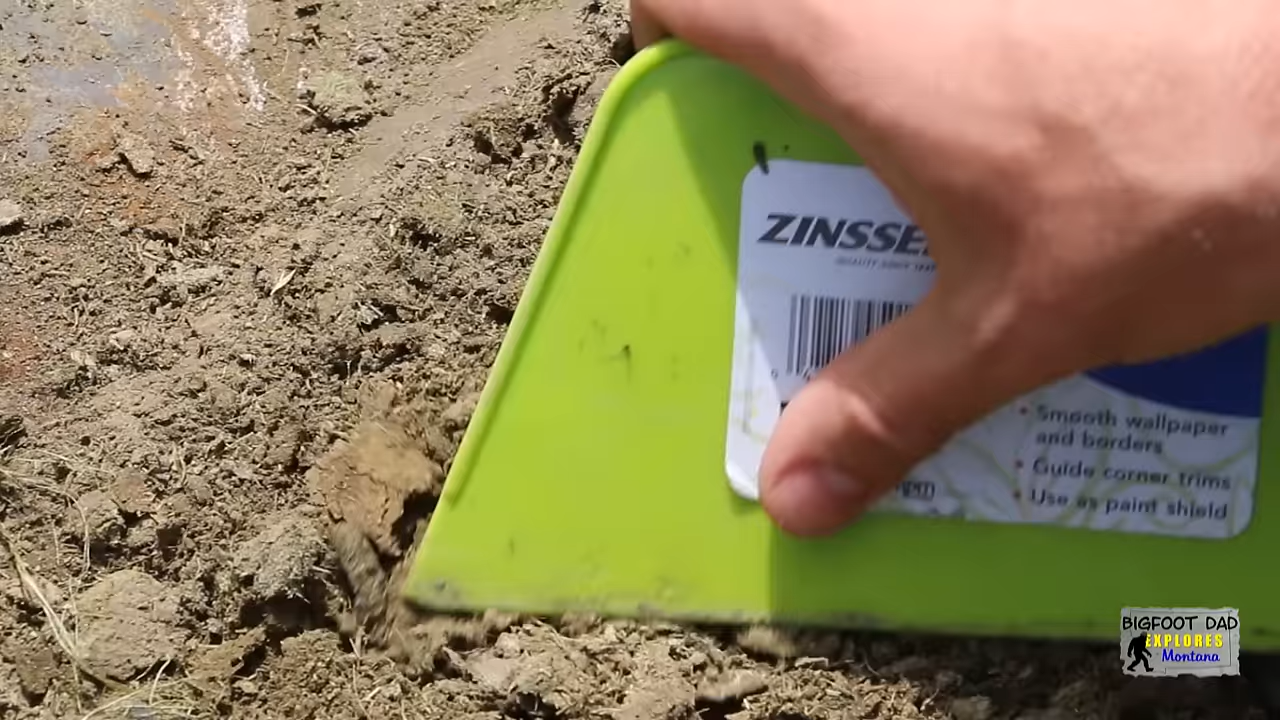 ZINSSE
Smooth wallpaper
and borders
Guide corner trims
Use as paint shield
BIGFOOT DAD
EXPLORES
Montana